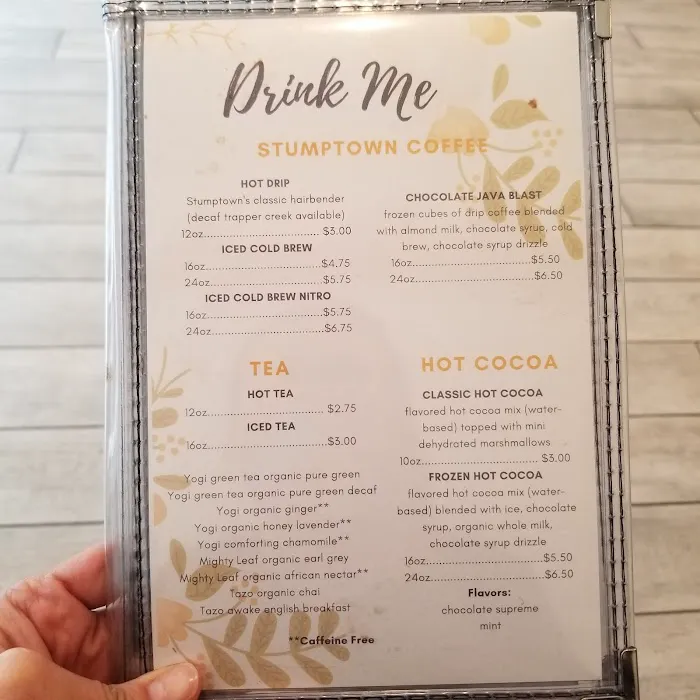 Drink Me
STUMPTOWN COFFEE
HOT DRIP
Stumptown's classic hairbender
(decaf trapper creek available)
12oz.............................. $3.00
ICED COLD BREW
16oz..............................$4.75
24oz..............................$5.75
ICED COLD BREW NITRO
16oz..............................$5.75
24oz..............................$6.75
CHOCOLATE JAVA BLAST
frozen cubes of drip coffee blended
with almond milk, chocolate syrup, cold
brew, chocolate syrup drizzle
16oz..............................$5.50
24oz..............................$6.50
TEA
HOT TEA
12oz.............................. $2.75
ICED TEA
16oz..............................$3.00
Yogi green tea organic pure green
Yogi green tea organic pure green decaf
Yogi organic ginger**
Yogi organic honey lavender**
Yogi comforting chamomile**
Mighty Leaf organic earl grey
Mighty Leaf organic african nectar**
Tazo organic chai
Tazo awake english breakfast
**Caffeine Free
HOT COCOA
CLASSIC HOT COCOA
flavored hot cocoa mix (water-
based) topped with mini
dehydrated marshmallows
10oz..............................$3.00
FROZEN HOT COCOA
flavored hot cocoa mix (water-
based) blended with ice, chocolate
syrup, organic whole milk,
chocolate syrup drizzle
16oz..............................$5.50
24oz..............................$6.50
Flavors:
chocolate supreme
mint